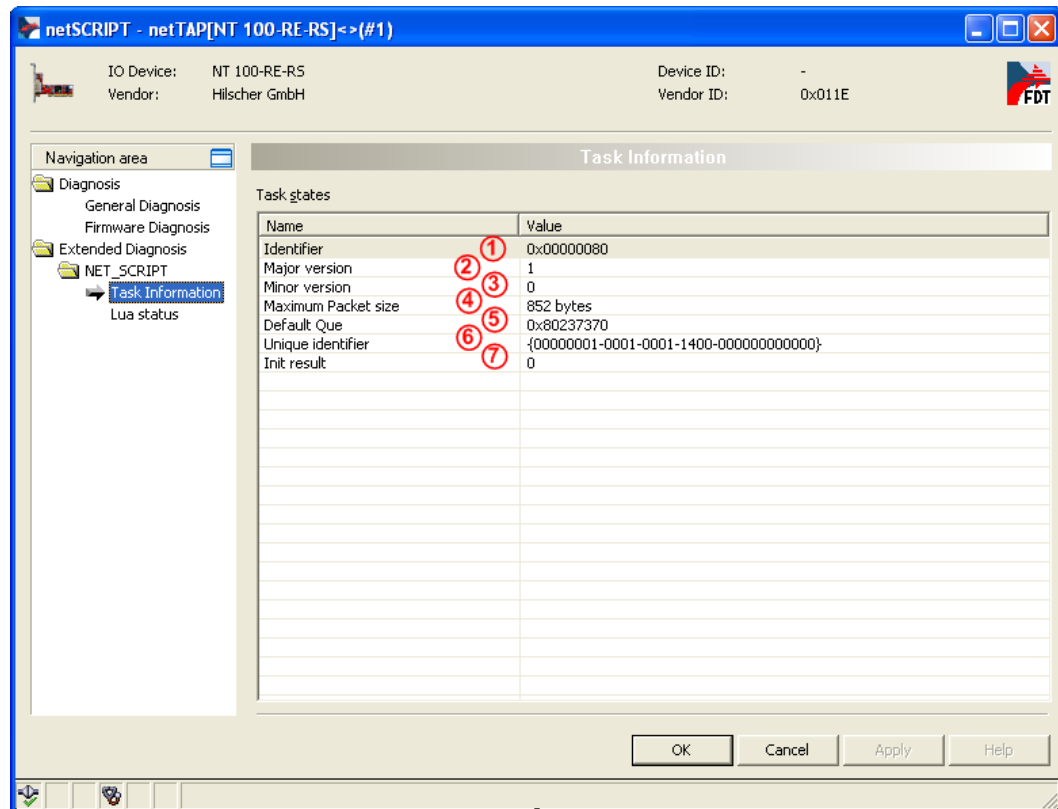 netSCRIPT - netTAP[NT 100-RE-RS]<>(#1)
IO Device: NT 100-RE-RS Device ID: -
Vendor: Hilscher GmbH Vendor ID: 0x011E
FDT
Navigation area
Diagnosis
General Diagnosis
Firmware Diagnosis
Extended Diagnosis
NET_SCRIPT
Task Information
Lua status
Task Information
Task states
Name Value
Identifier 1 0x00000080
Major version 2 1
Minor version 3 0
Maximum Packet size 4 852 bytes
Default Que 5 0x80237370
Unique identifier 6 {00000001-0001-0001-1400-000000000000}
Init result 7 0
OK Cancel Apply Help